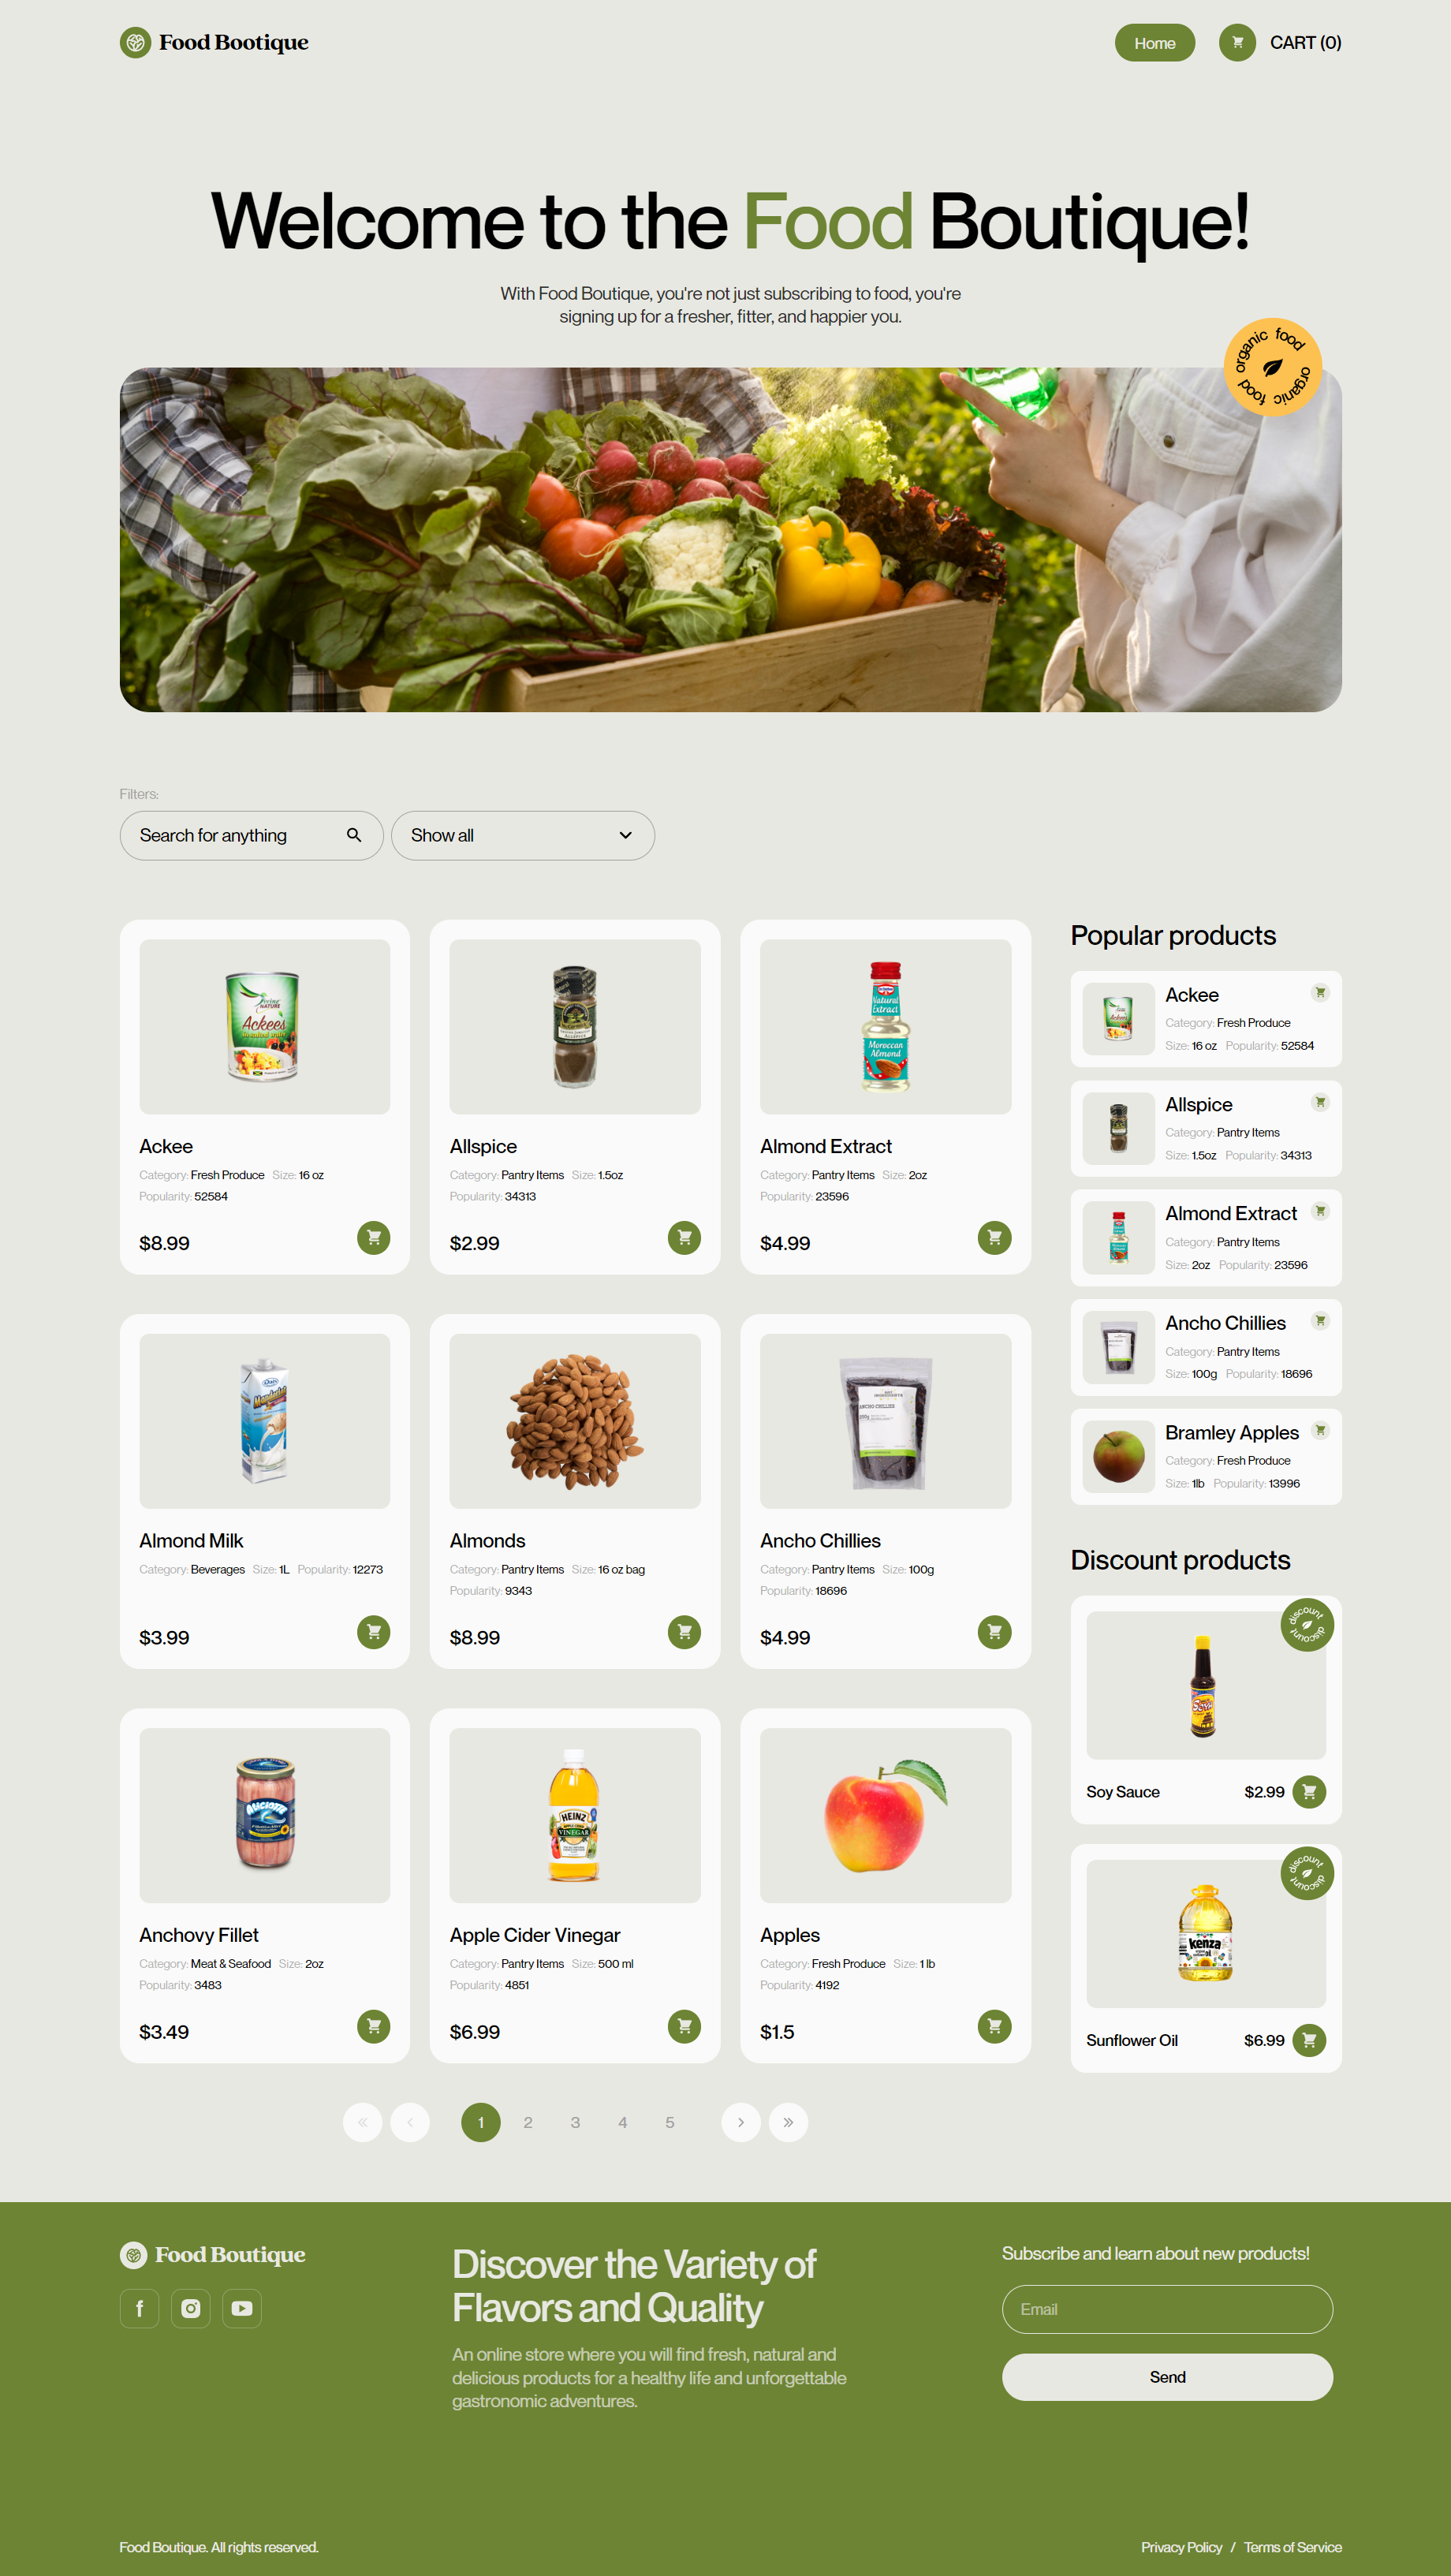 Food Bootique
Home
CART (0)
Welcome to the Food Boutique!
With Food Boutique, you're not just subscribing to food, you're
signing up for a fresher, fitter, and happier you.
organic food organic food
Filters:
Search for anything
Show all
Ackees
Ackee
Category: Fresh Produce Size: 16 oz
Popularity: 52584
$8.99
Allspice
Category: Pantry Items Size: 1.5oz
Popularity: 34313
$2.99
Natural
Extract
Moroccan
Almond
Almond Extract
Category: Pantry Items Size: 2oz
Popularity: 23596
$4.99
Almond Milk
Category: Beverages Size: 1L Popularity: 12273
$3.99
Almonds
Category: Pantry Items Size: 16 oz bag
Popularity: 9343
$8.99
ANCHO CHILLIES
Ancho Chillies
Category: Pantry Items Size: 100g
Popularity: 18696
$4.99
Anchovy Fillet
Category: Meat & Seafood Size: 2oz
Popularity: 3483
$3.49
HEINZ
VINEGAR
Apple Cider Vinegar
Category: Pantry Items Size: 500 ml
Popularity: 4851
$6.99
Apples
Category: Fresh Produce Size: 1 lb
Popularity: 4192
$1.5
Popular products
Ackee
Category: Fresh Produce
Size: 16 oz Popularity: 52584
Allspice
Category: Pantry Items
Size: 1.5oz Popularity: 34313
Almond Extract
Category: Pantry Items
Size: 2oz Popularity: 23596
Ancho Chillies
Category: Pantry Items
Size: 100g Popularity: 18696
Bramley Apples
Category: Fresh Produce
Size: 1lb Popularity: 13996
Discount products
discount discount
Soy Sauce
$2.99
discount discount
kenza
oil
Sunflower Oil
$6.99
« ‹ 1 2 3 4 5 › »
Food Boutique
Discover the Variety of
Flavors and Quality
An online store where you will find fresh, natural and
delicious products for a healthy life and unforgettable
gastronomic adventures.
Subscribe and learn about new products!
Email
Send
Food Boutique. All rights reserved.
Privacy Policy / Terms of Service